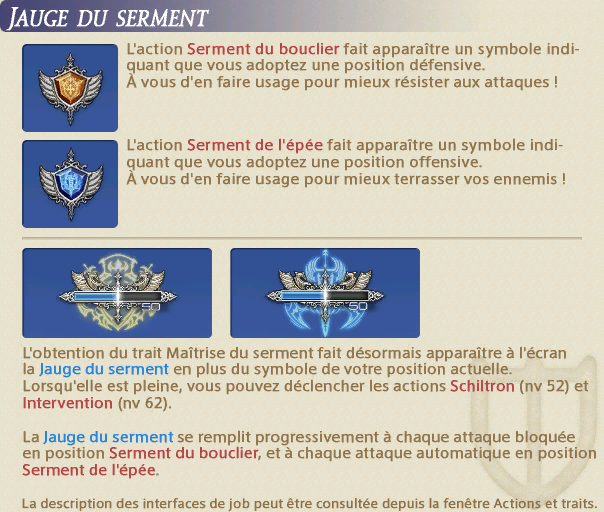 JAUGE DU SERMENT
L'action Serment du bouclier fait apparaître un symbole indi-
quant que vous adoptez une position défensive.
À vous d'en faire usage pour mieux résister aux attaques !
L'action Serment de l'épée fait apparaître un symbole indi-
quant que vous adoptez une position offensive.
À vous d'en faire usage pour mieux terrasser vos ennemis !
50
50
L'obtention du trait Maîtrise du serment fait désormais apparaître à l'écran
la Jauge du serment en plus du symbole de votre position actuelle.
Lorsqu'elle est pleine, vous pouvez déclencher les actions Schiltron (nv 52) et
Intervention (nv 62).
La Jauge du serment se remplit progressivement à chaque attaque bloquée
en position Serment du bouclier, et à chaque attaque automatique en position
Serment de l'épée.
La description des interfaces de job peut être consultée depuis la fenêtre Actions et traits.